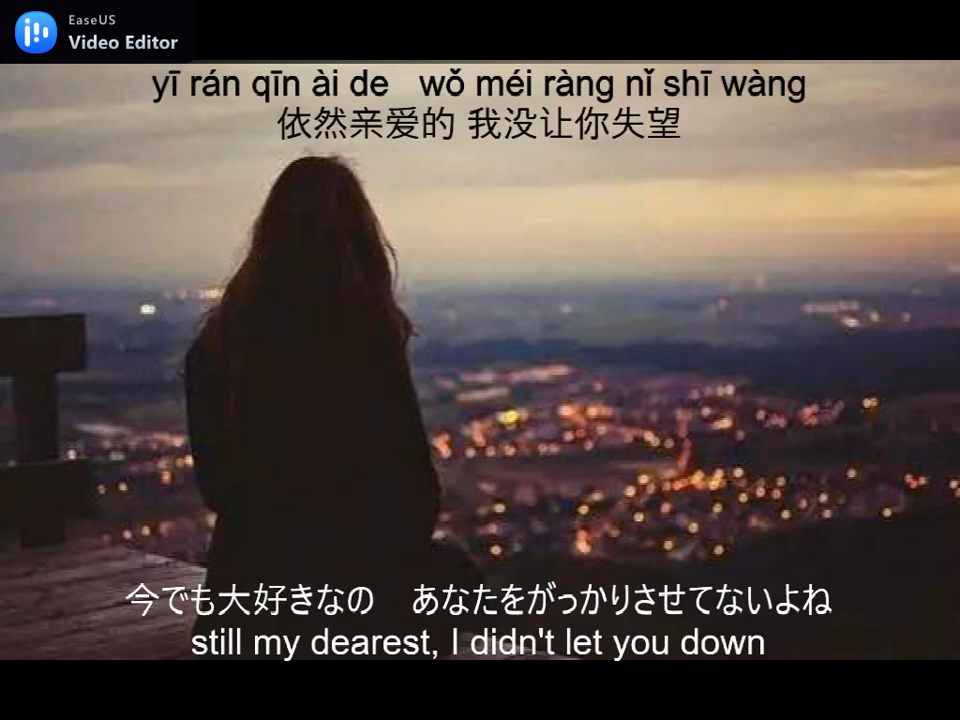 EaseUS
Video Editor
yī rán qīn ài de wǒ méi ràng nǐ shī wàng
依然亲爱的 我没让你失望
今でも大好きなの　あなたをがっかりさせてないよね
still my dearest, I didn't let you down